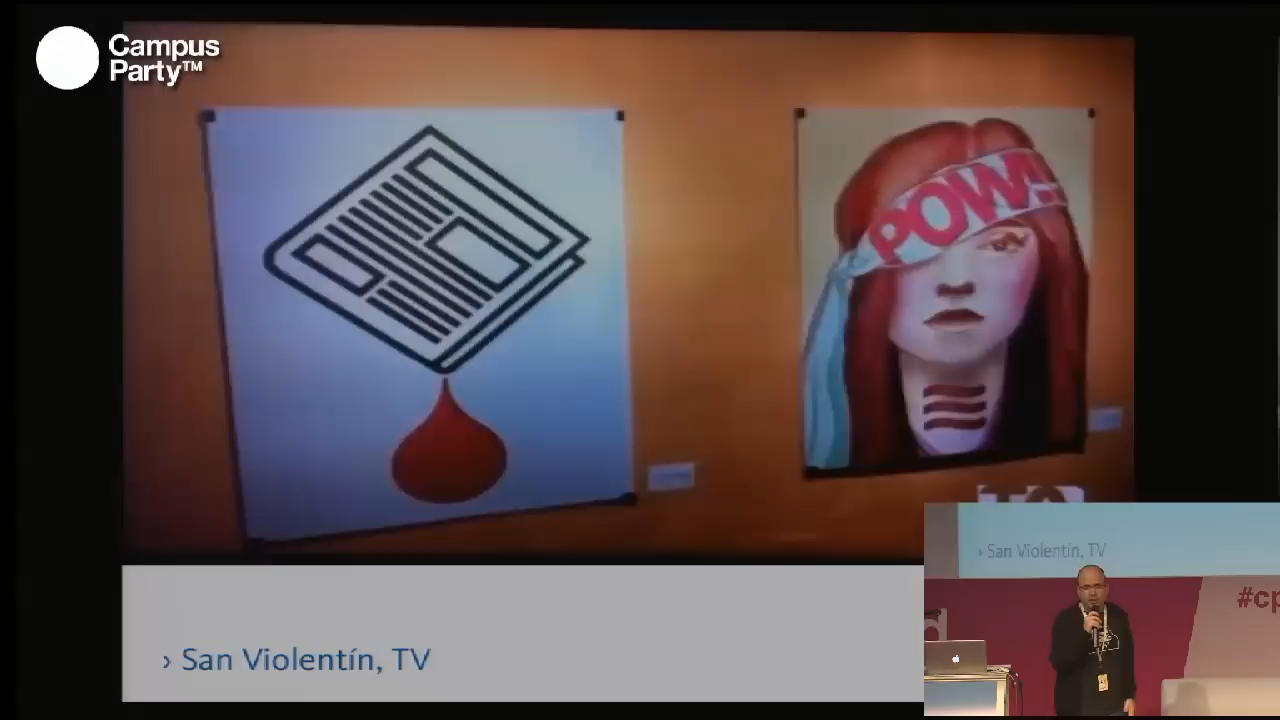 Campus
Party™
POW!
› San Violentín, TV
› San Violentín, TV
#cp
d